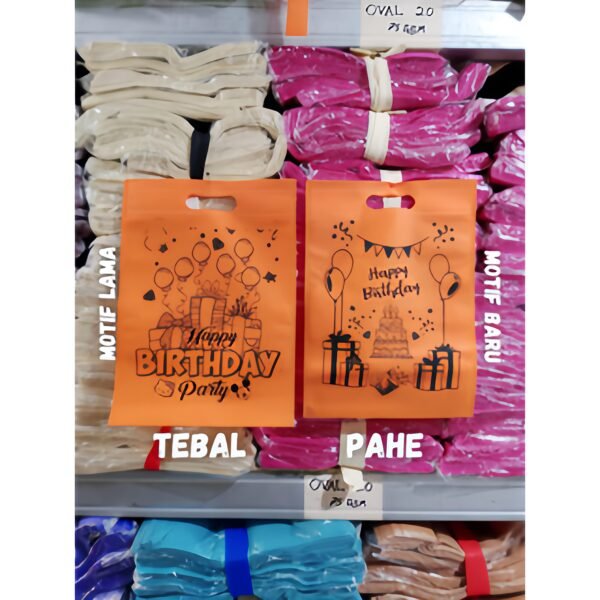 OVAL 20
75 GSM
MOTIF LAMA
Happy
BIRTHDAY
Party
Happy
Birthday
MOTIF BARU
TEBAL
PAHE
OVAL 20
75 GSM